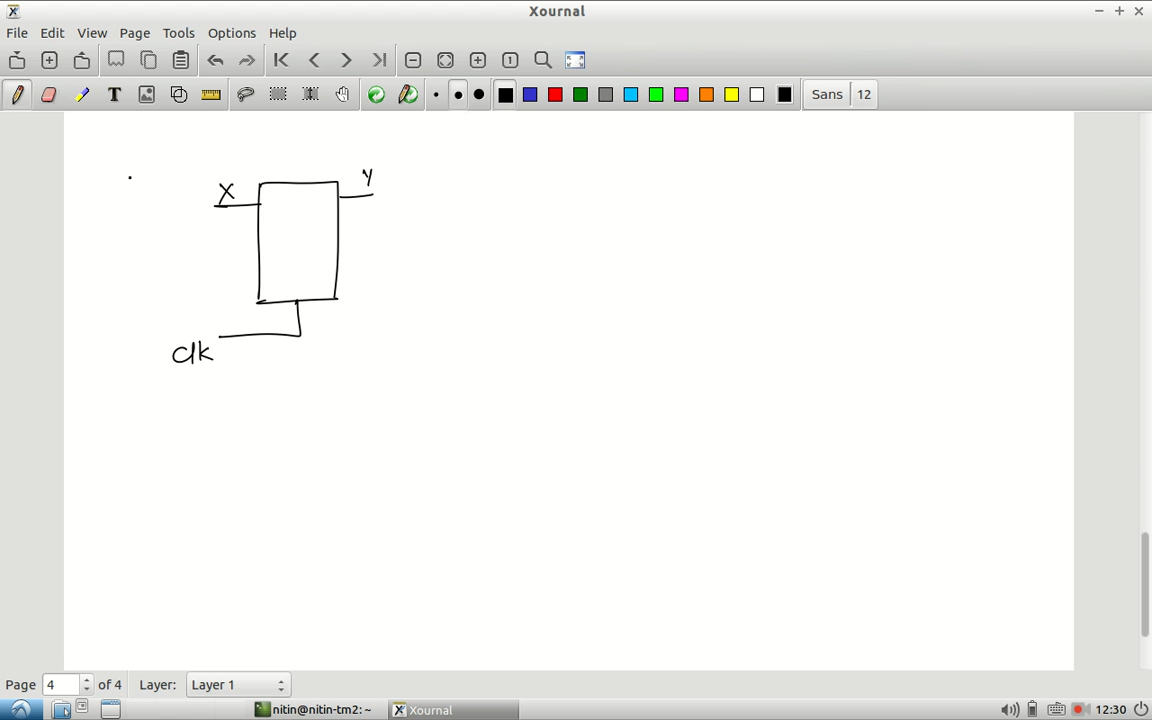 Xournal
File Edit View Page Tools Options Help
Sans 12
X
Y
Clk
Page 4 of 4 Layer: Layer 1
nitin@nitin-tm2: ~ Xournal 12:30